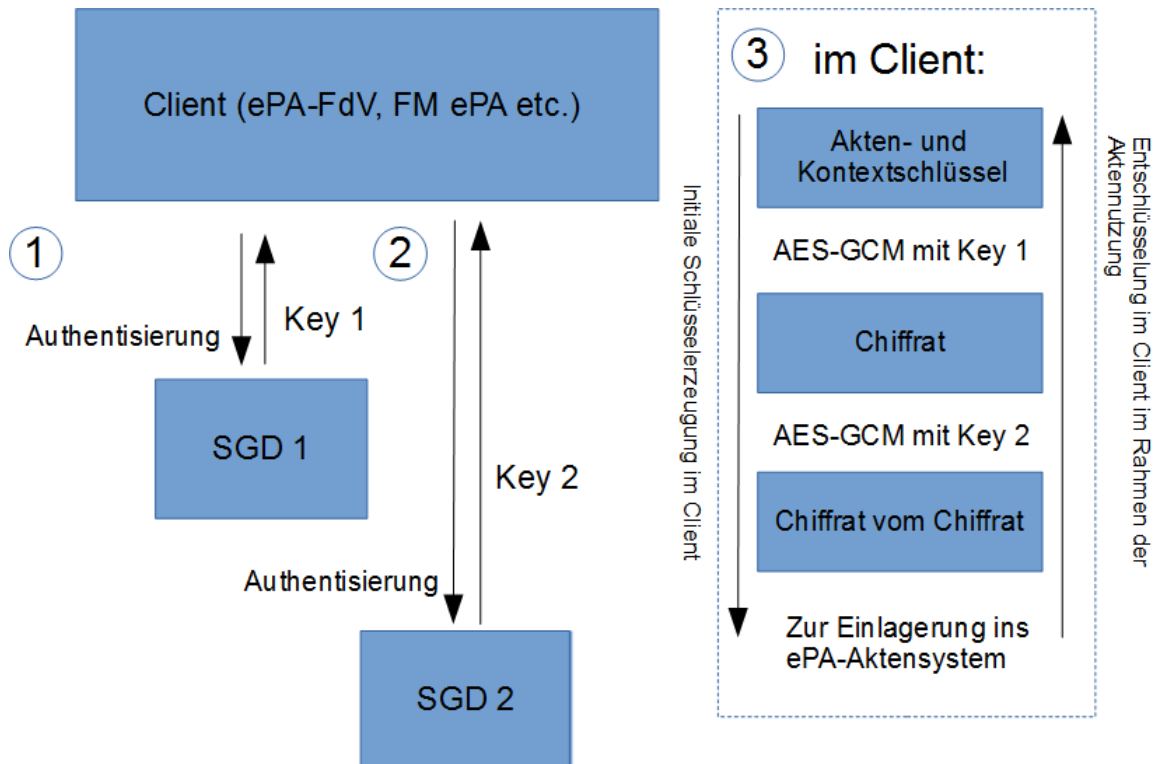 Client (ePA-FdV, FM ePA etc.)
1
2
Authentisierung
Key 1
SGD 1
Key 2
Authentisierung
SGD 2
3
im Client:
Akten- und
Kontextschlüssel
AES-GCM mit Key 1
Chiffrat
AES-GCM mit Key 2
Chiffrat vom Chiffrat
Zur Einlagerung ins
ePA-Aktensystem
Initiale Schlüsselerzeugung im Client
Entschlüsselung im Client im Rahmen der
Aktennutzung